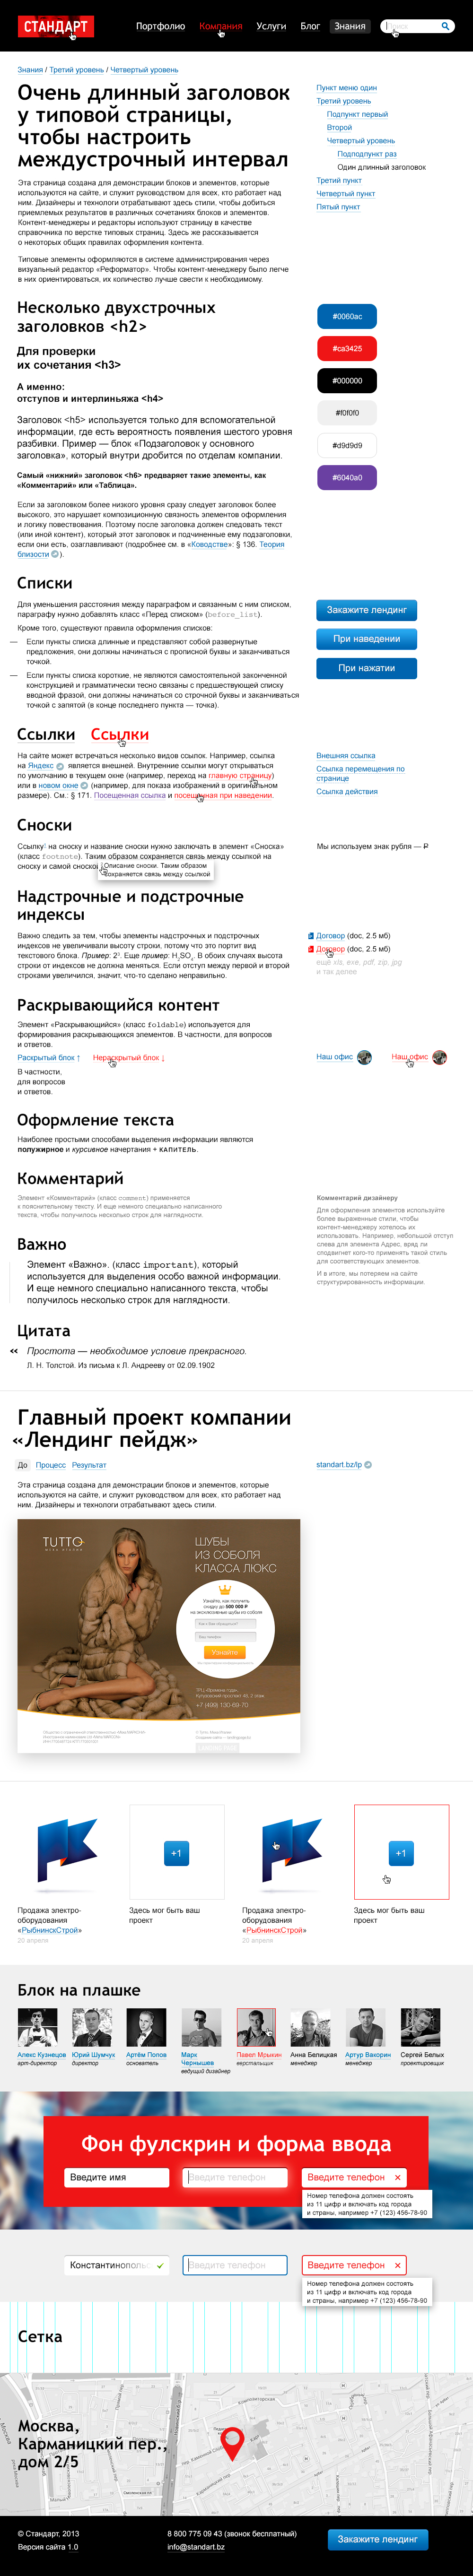 СТАНДАРТ
Портфолио Компания Услуги Блог Знания Поиск
Знания / Третий уровень / Четвертый уровень
Очень длинный заголовок
у типовой страницы,
чтобы настроить
междустрочный интервал
Пункт меню один
Третий уровень
Подпункт первый
Второй
Четвертый уровень
Подподпункт раз
Один длинный заголовок
Третий пункт
Четвертый пункт
Пятый пункт
Эта страница создана для демонстрации блоков и элементов, которые
используются на сайте, и служит руководством для всех, кто работает над
ним. Дизайнеры и технологи отрабатывают здесь стили, чтобы добиться
приемлемых результатов в различных сочетаниях блоков и элементов.
Контент-менеджеры и редакторы могут использовать её в качестве
справочника по верстке типовых страниц. Здесь же рассказывается
о некоторых общих правилах оформления контента.
Типовые элементы оформляются в системе администрирования через
визуальный редактор «Реформатор». Чтобы контент-менеджеру было легче
в них ориентироваться, их количество лучше свести к необходимому.
Несколько двухстрочных
заголовков <h2>
Для проверки
их сочетания <h3>
А именно:
отступов и интерлиньяжа <h4>
Заголовок <h5> используется только для вспомогательной
информации, где есть вероятность появления шестого уровня
разбивки. Пример — блок «Подзаголовок у основного
заголовка», который внутри дробится по отделам компании.
Самый «нижний» заголовок <h6> предваряет такие элементы, как
«Комментарий» или «Таблица».
#0060ac
#ca3425
#000000
#f0f0f0
#d9d9d9
#6040a0
Если за заголовком более низкого уровня сразу следует заголовок более
высокого, это нарушает композиционную связность элементов оформления
и логику повествования. Поэтому после заголовка должен следовать текст
(или иной контент), который этот заголовок и подчиненные ему подзаголовки,
если они есть, озаглавливают (подробнее см. в «Ководстве»: § 136. Теория
близости).
Списки
Для уменьшения расстояния между параграфом и связанным с ним списком,
параграфу нужно добавлять класс «Перед списком» (before_list).
Кроме того, существуют правила оформления списков:
— Если пункты списка длинные и представляют собой развернутые
предложения, они должны начинаться с прописной буквы и заканчиваться
точкой.
— Если пункты списка короткие, не являются самостоятельной законченной
конструкцией и грамматически тесно связаны с предшествующей списку
вводной фразой, они должны начинаться со строчной буквы и заканчиваться
точкой с запятой (в конце последнего пункта — точка).
Закажите лендинг
При наведении
При нажатии
Ссылки Ссылки
На сайте может встречаться несколько видов ссылок. Например, ссылка
на Яндекс является внешней. Внутренние ссылки могут открываться
по умолчанию в текущем окне (например, переход на главную страницу)
или в новом окне (например, для показа изображений в оригинальном
размере). См.: § 171. Посещенная ссылка и посещенная при наведении.
Внешняя ссылка
Ссылка перемещения по
странице
Ссылка действия
Сноски
Ссылку¹ на сноску и название сноски нужно заключать в элемент «Сноска»
(класс footnote). Таким образом сохраняется связь между ссылкой на
сноску и самой сноской
Описание сноски. Таким образом
сохраняется связь между ссылкой
Мы используем знак рубля — ₽
Надстрочные и подстрочные
индексы
Важно следить за тем, чтобы элементы надстрочных и подстрочных
индексов не увеличивали высоту строки, потому что это портит вид
текстового блока. Пример: 2³. Еще пример: H₂SO₄. В обоих случаях высота
строки от индексов не должна меняться. Если отступ между первой и второй
строками увеличился, значит, что-то сделано неправильно.
Договор (doc, 2.5 мб)
Договор (doc, 2.5 мб)
ещё xls, exe, pdf, zip, jpg
и так далее
Раскрывающийся контент
Элемент «Раскрывающийся» (класс foldable) используется для
формирования раскрывающихся элементов. В частности, для вопросов
и ответов.
Раскрытый блок ↑ Нераскрытый блок ↓
В частности,
для вопросов
и ответов.
Наш офис Наш офис
Оформление текста
Наиболее простыми способами выделения информации являются
полужирное и курсивное начертания + КАПИТЕЛЬ.
Комментарий
Элемент «Комментарий» (класс comment) применяется
к пояснительному тексту. И еще немного специально написанного
текста, чтобы получилось несколько строк для наглядности.
Комментарий дизайнеру
Для оформления элементов используйте
более выраженные стили, чтобы
контент-менеджеру хотелось их
использовать. Например, небольшой отступ
слева для элемента Адрес, вряд ли
сподвигнет кого-то применять такой стиль
для соответствующих элементов.
И в итоге, мы потеряем на сайте
структурированность информации.
Важно
Элемент «Важно». (класс important), который
используется для выделения особо важной информации.
И еще немного специально написанного текста, чтобы
получилось несколько строк для наглядности.
Цитата
« Простота — необходимое условие прекрасного.
Л. Н. Толстой. Из письма к Л. Андрееву от 02.09.1902
Главный проект компании
«Лендинг пейдж»
До Процесс Результат
standart.bz/lp
Эта страница создана для демонстрации блоков и элементов, которые
используются на сайте, и служит руководством для всех, кто работает над
ним. Дизайнеры и технологи отрабатывают здесь стили.
TUTTO
ШУБЫ
ИЗ СОБОЛЯ
КЛАССА ЛЮКС
Узнайте, как получить
скидку до 500 000 ₽
на эксклюзивные шубы из соболя
Узнайте
+7 (499) 130-69-70
+1
+1
Продажа электро-
оборудования
«РыбнинскСтрой»
20 апреля
Здесь мог быть ваш
проект
Продажа электро-
оборудования
«РыбнинскСтрой»
20 апреля
Здесь мог быть ваш
проект
Блок на плашке
Алекс Кузнецов
арт-директор
Юрий Шумчук
директор
Артём Попов
основатель
Марк
Чернышев
ведущий дизайнер
Павел Мрыкин
верстальщик
Анна Белицкая
менеджер
Артур Вакорин
менеджер
Сергей Белых
проектировщик
Фон фулскрин и форма ввода
Введите имя
Введите телефон
Введите телефон ×
Номер телефона должен состоять
из 11 цифр и включать код города
и страны, например +7 (123) 456-78-90
Константинополь
Введите телефон
Введите телефон ×
Номер телефона должен состоять
из 11 цифр и включать код города
и страны, например +7 (123) 456-78-90
Сетка
Москва,
Карманицкий пер.,
дом 2/5
© Стандарт, 2013
Версия сайта 1.0
8 800 775 09 43 (звонок бесплатный)
info@standart.bz
Закажите лендинг